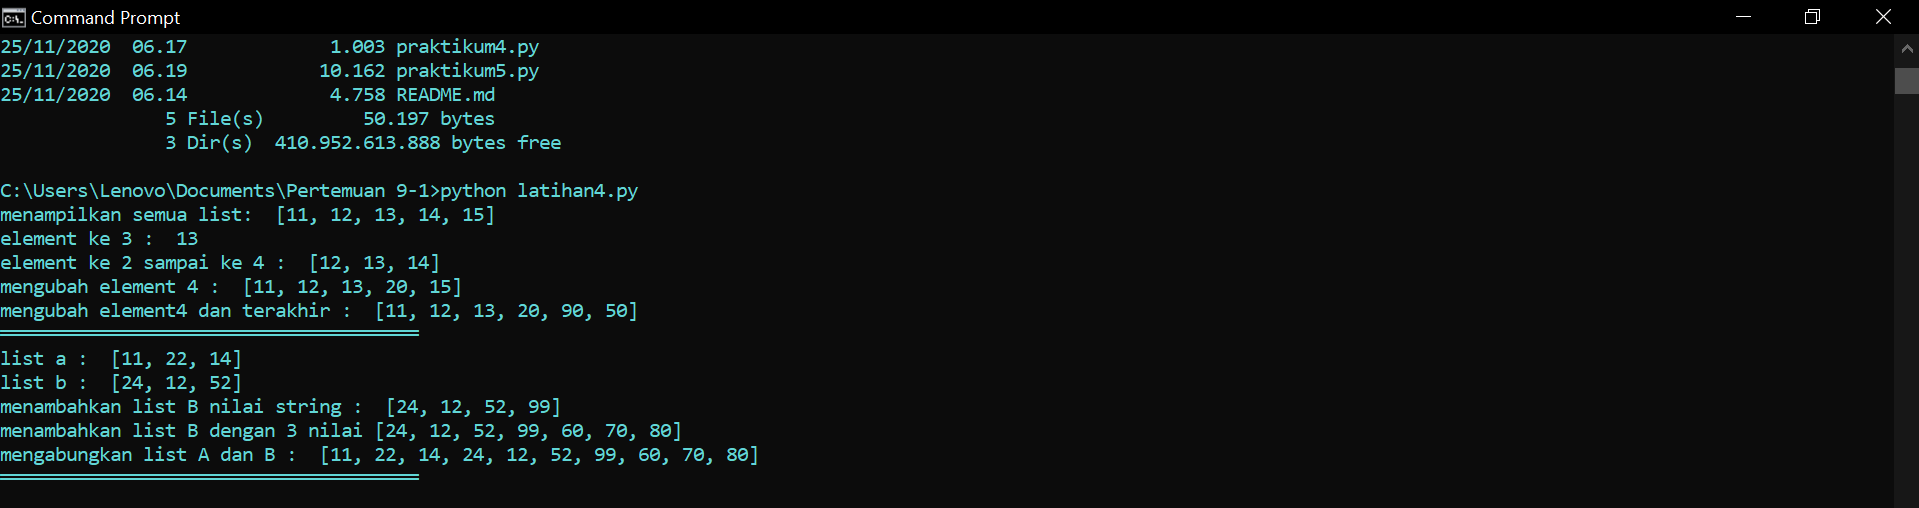 Command Prompt
25/11/2020  06.17             1.003 praktikum4.py
25/11/2020  06.19            10.162 praktikum5.py
25/11/2020  06.14             4.758 README.md
               5 File(s)         50.197 bytes
               3 Dir(s)  410.952.613.888 bytes free
C:\Users\Lenovo\Documents\Pertemuan 9-1>python latihan4.py
menampilkan semua list:  [11, 12, 13, 14, 15]
element ke 3 :  13
element ke 2 sampai ke 4 :  [12, 13, 14]
mengubah element 4 :  [11, 12, 13, 20, 15]
mengubah element4 dan terakhir :  [11, 12, 13, 20, 90, 50]
======================================
list a :  [11, 22, 14]
list b :  [24, 12, 52]
menambahkan list B nilai string :  [24, 12, 52, 99]
menambahkan list B dengan 3 nilai [24, 12, 52, 99, 60, 70, 80]
mengabungkan list A dan B :  [11, 22, 14, 24, 12, 52, 99, 60, 70, 80]
======================================